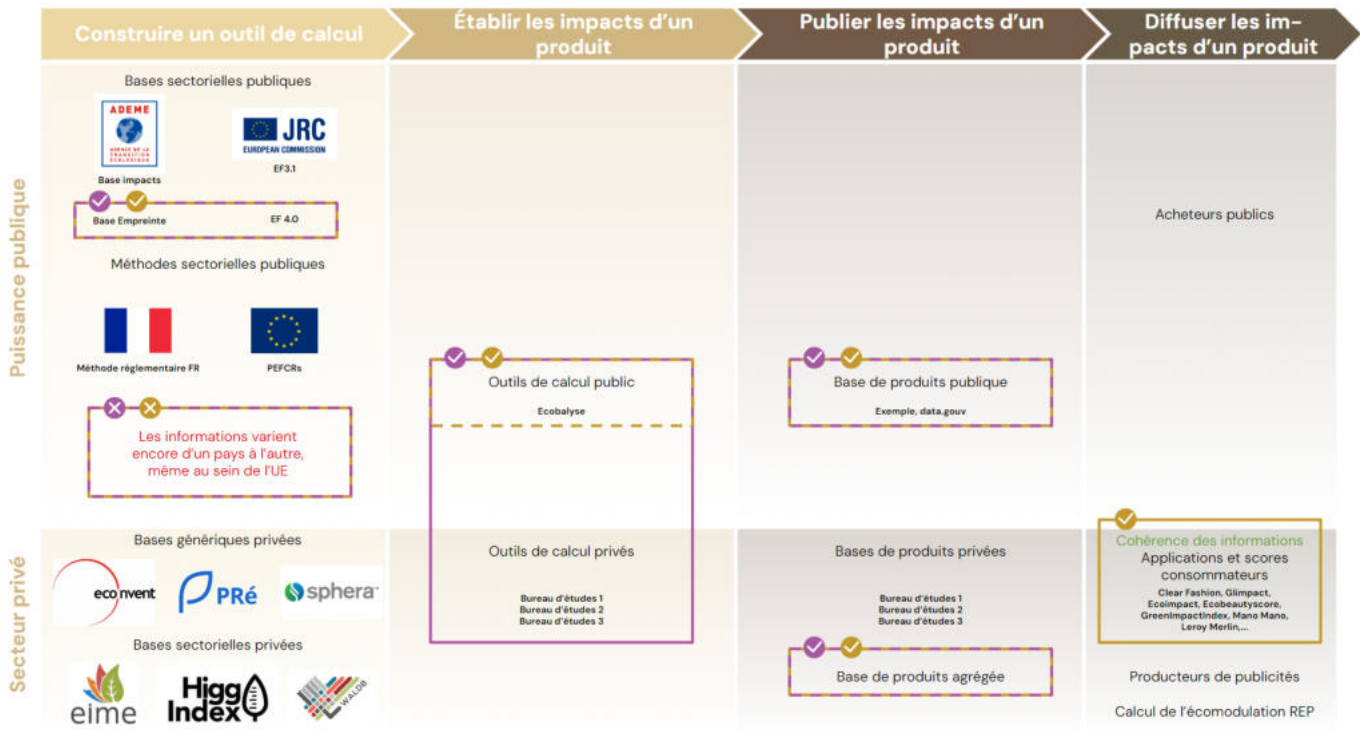 Construire un outil de calcul
Établir les impacts d’un
produit
Publier les impacts d’un
produit
Diffuser les im-
pacts d’un produit
Puissance publique
Bases sectorielles publiques
ADEME
AGENCE DE LA
TRANSITION
ÉCOLOGIQUE
Base impacts
JRC
EUROPEAN COMMISSION
EF3.1
Base Empreinte
EF 4.0
Méthodes sectorielles publiques
Méthode réglementaire FR
PEFCRs
Les informations varient
encore d’un pays à l’autre,
même au sein de l’UE
Outils de calcul public
Ecobalyse
Base de produits publique
Exemple, data.gouv
Acheteurs publics
Secteur privé
Bases génériques privées
ecoinvent
PRé
sphera
Bases sectorielles privées
eime
Higg
Index
WALDB
Outils de calcul privés
Bureau d’études 1
Bureau d’études 2
Bureau d’études 3
Bases de produits privées
Bureau d’études 1
Bureau d’études 2
Bureau d’études 3
Base de produits agrégée
Cohérence des informations
Applications et scores
consommateurs
Clear Fashion, Glimpact,
Ecoimpact, Ecobeautyscore,
GreenImpactIndex, Mano Mano,
Leroy Merlin,...
Producteurs de publicités
Calcul de l’écomodulation REP